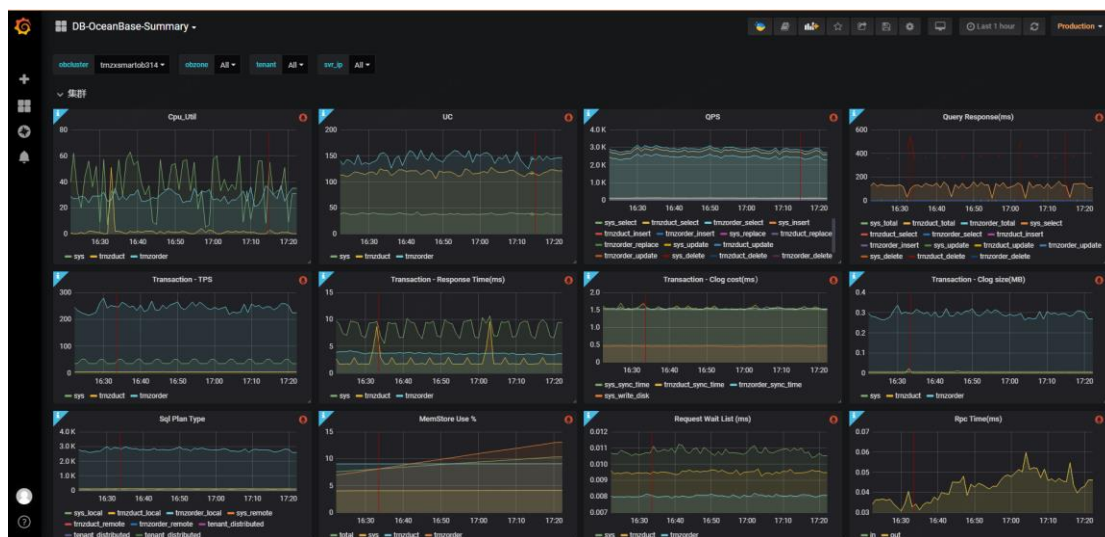 DB-OceanBase-Summary
Last 1 hour
Production
obcluster tmzxsmartob314 obzone All tenant All svr_ip All
集群
Cpu_Util
80
60
40
20
0
16:30 16:40 16:50 17:00 17:10 17:20
sys tmzduct tmzorder
UC
200
150
100
50
0
16:30 16:40 16:50 17:00 17:10 17:20
sys tmzduct tmzorder
QPS
4.0 K
3.0 K
2.0 K
1.0 K
0
16:30 16:40 16:50 17:00 17:10 17:20
sys_select tmzduct_select tmzorder_select sys_insert
tmzduct_insert tmzorder_insert sys_replace tmzduct_replace
tmzorder_replace sys_update tmzduct_update
tmzorder_update sys_delete tmzduct_delete tmzorder_delete
Query Response(ms)
600
400
200
0
16:30 16:40 16:50 17:00 17:10 17:20
sys_total tmzduct_total tmzorder_total sys_select
tmzduct_select tmzorder_select sys_insert tmzduct_insert
tmzorder_insert sys_update tmzduct_update tmzorder_update
sys_delete tmzduct_delete tmzorder_delete
Transaction - TPS
300
200
100
0
16:30 16:40 16:50 17:00 17:10 17:20
sys tmzduct tmzorder
Transaction - Response Time(ms)
15
10
5
0
16:30 16:40 16:50 17:00 17:10 17:20
sys tmzduct tmzorder
Transaction - Clog cost(ms)
2.0
1.5
1.0
0.5
0
16:30 16:40 16:50 17:00 17:10 17:20
sys_sync_time tmzduct_sync_time tmzorder_sync_time
sys_write_disk
Transaction - Clog size(MB)
0.4
0.3
0.2
0.1
0
16:30 16:40 16:50 17:00 17:10 17:20
sys tmzduct tmzorder
Sql Plan Type
4.0 K
3.0 K
2.0 K
1.0 K
0
16:30 16:40 16:50 17:00 17:10 17:20
sys_local tmzduct_local tmzorder_local sys_remote
tmzduct_remote tmzorder_remote tenant_distributed
tenant_distributed tenant_distributed
MemStore Use %
15
10
5
0
16:30 16:40 16:50 17:00 17:10 17:20
total sys tmzduct tmzorder
Request Wait List (ms)
0.012
0.011
0.010
0.009
0.008
0.007
16:30 16:40 16:50 17:00 17:10 17:20
sys tmzduct tmzorder
Rpc Time(ms)
0.07
0.06
0.05
0.04
0.03
16:30 16:40 16:50 17:00 17:10 17:20
in out